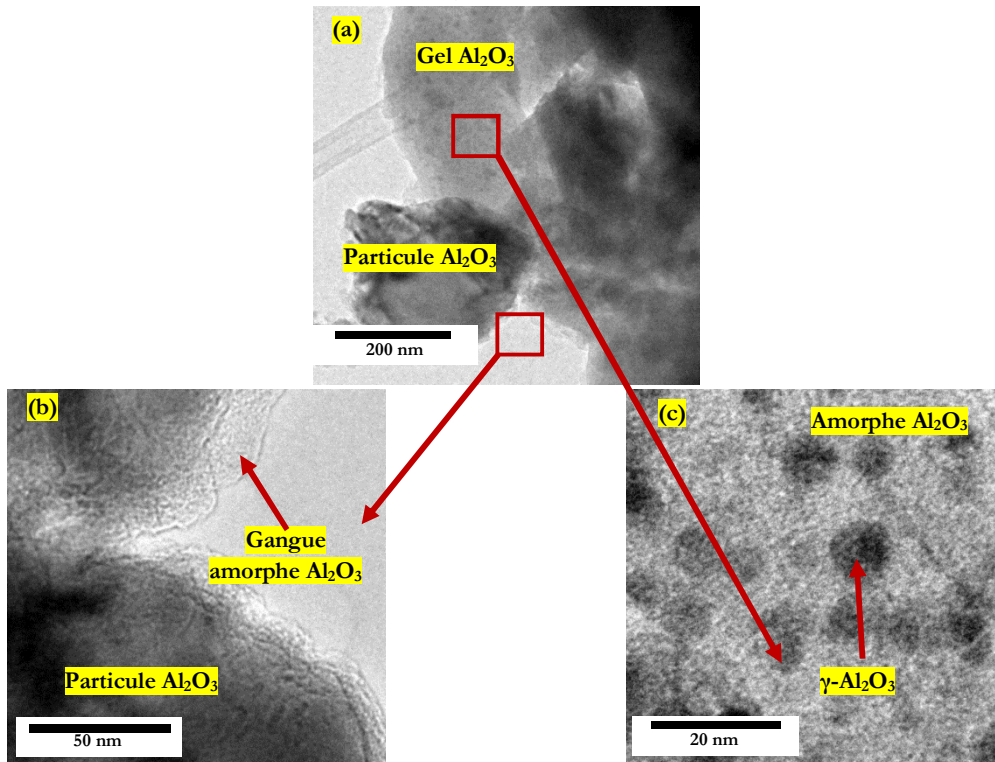 (a)
Gel Al₂O₃
Particule Al₂O₃
200 nm
(b)
Gangue
amorphe Al₂O₃
Particule Al₂O₃
50 nm
(c)
Amorphe Al₂O₃
γ-Al₂O₃
20 nm